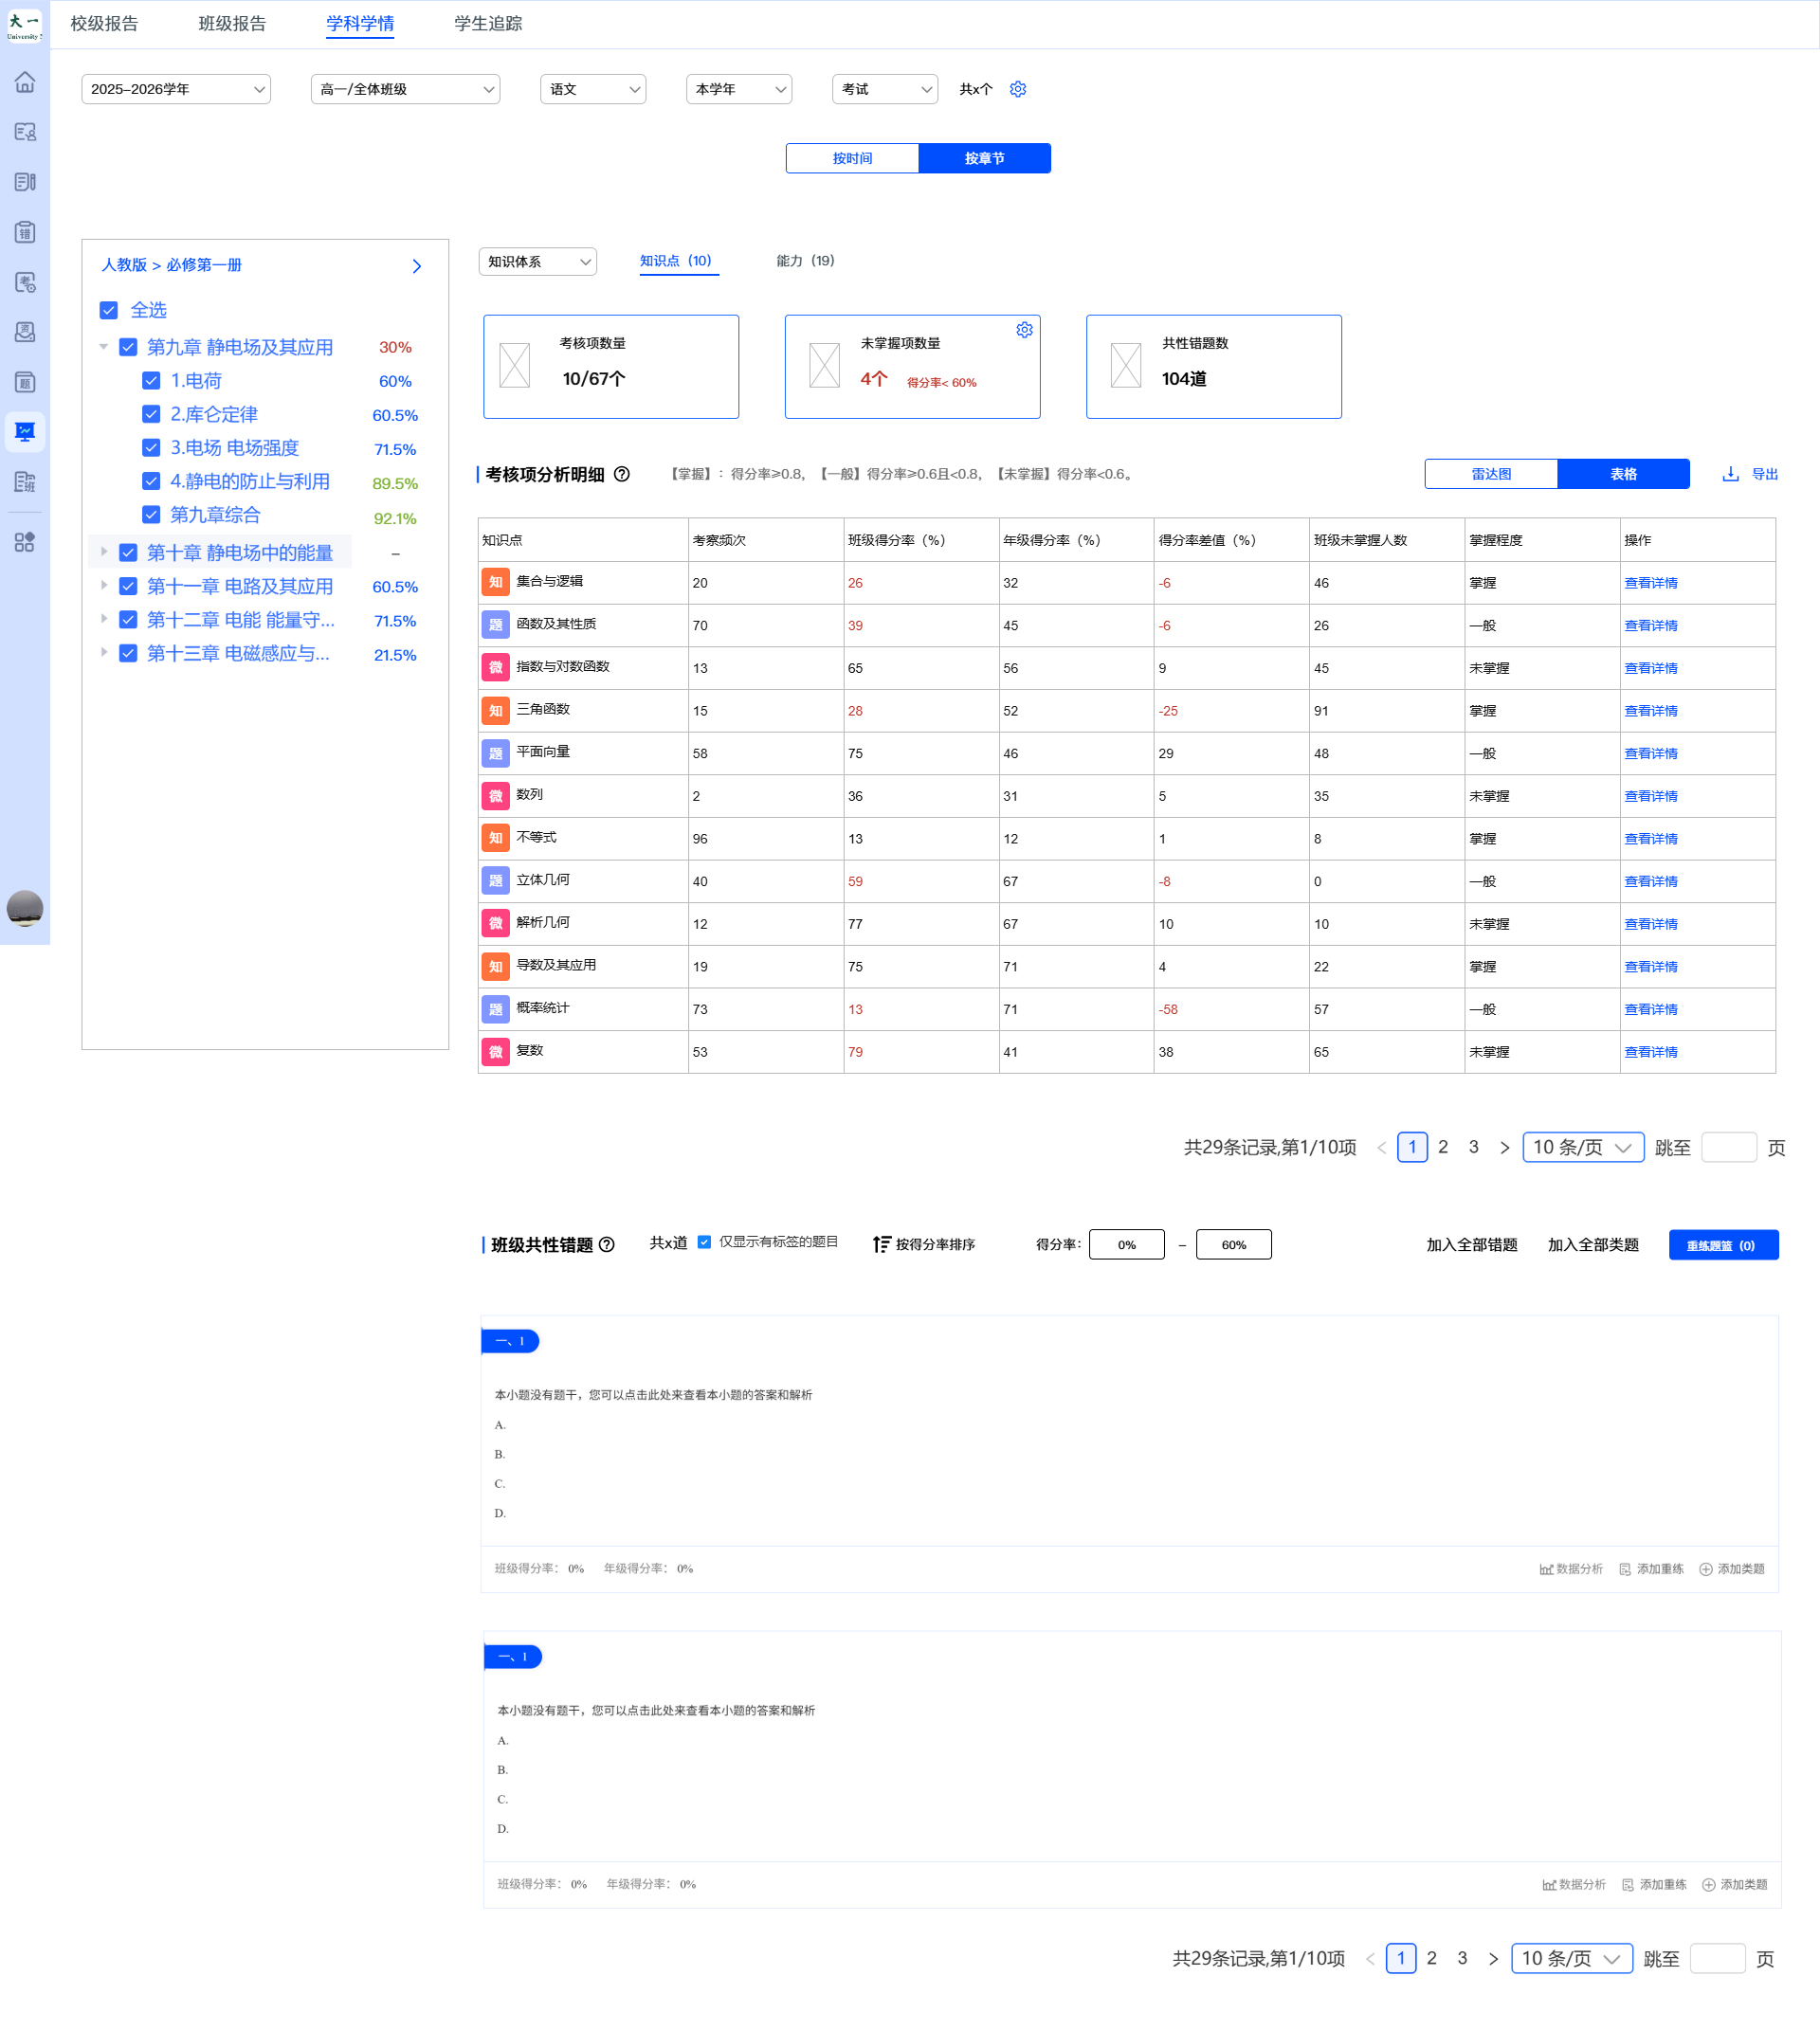 大一
University
校级报告 班级报告 学科学情 学生追踪
2025-2026学年 高一/全体班级 语文 本学年 考试 共x个
按时间 按章节
人教版 > 必修第一册
全选
第九章 静电场及其应用 30%
1.电荷 60%
2.库仑定律 60.5%
3.电场 电场强度 71.5%
4.静电的防止与利用 89.5%
第九章综合 92.1%
第十章 静电场中的能量 –
第十一章 电路及其应用 60.5%
第十二章 电能 能量守... 71.5%
第十三章 电磁感应与... 21.5%
错
考
资
题
班
知识体系 知识点（10） 能力（19）
考核项数量
10/67个
未掌握项数量
4个 得分率< 60%
共性错题数
104道
考核项分析明细 【掌握】：得分率≥0.8，【一般】得分率≥0.6且<0.8，【未掌握】得分率<0.6。 雷达图 表格 导出
知识点 考察频次 班级得分率（%） 年级得分率（%） 得分率差值（%） 班级未掌握人数 掌握程度 操作
知 集合与逻辑 20 26 32 -6 46 掌握 查看详情
题 函数及其性质 70 39 45 -6 26 一般 查看详情
微 指数与对数函数 13 65 56 9 45 未掌握 查看详情
知 三角函数 15 28 52 -25 91 掌握 查看详情
题 平面向量 58 75 46 29 48 一般 查看详情
微 数列 2 36 31 5 35 未掌握 查看详情
知 不等式 96 13 12 1 8 掌握 查看详情
题 立体几何 40 59 67 -8 0 一般 查看详情
微 解析几何 12 77 67 10 10 未掌握 查看详情
知 导数及其应用 19 75 71 4 22 掌握 查看详情
题 概率统计 73 13 71 -58 57 一般 查看详情
微 复数 53 79 41 38 65 未掌握 查看详情
共29条记录,第1/10项 < 1 2 3 > 10 条/页 跳至 页
班级共性错题 共x道 仅显示有标签的题目 按得分率排序 得分率： 0% – 60% 加入全部错题 加入全部类题 重练题篮（0）
一、1
本小题没有题干，您可以点击此处来查看本小题的答案和解析
A.
B.
C.
D.
班级得分率： 0% 年级得分率： 0% 数据分析 添加重练 添加类题
一、1
本小题没有题干，您可以点击此处来查看本小题的答案和解析
A.
B.
C.
D.
班级得分率： 0% 年级得分率： 0% 数据分析 添加重练 添加类题
共29条记录,第1/10项 < 1 2 3 > 10 条/页 跳至 页